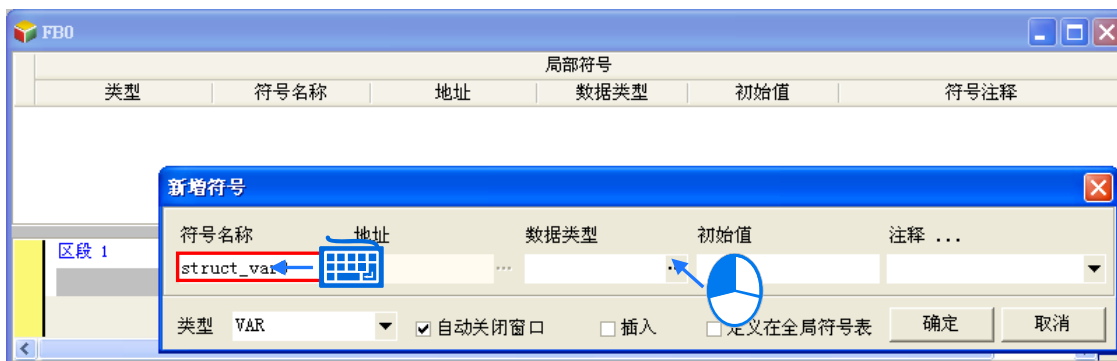 FB0
局部符号
类型 符号名称 地址 数据类型 初始值 符号注释
新增符号
符号名称 地址 数据类型 初始值 注释 ...
区段 1
struct_var ... ..
类型 VAR 自动关闭窗口 插入 定义在全局符号表 确定 取消